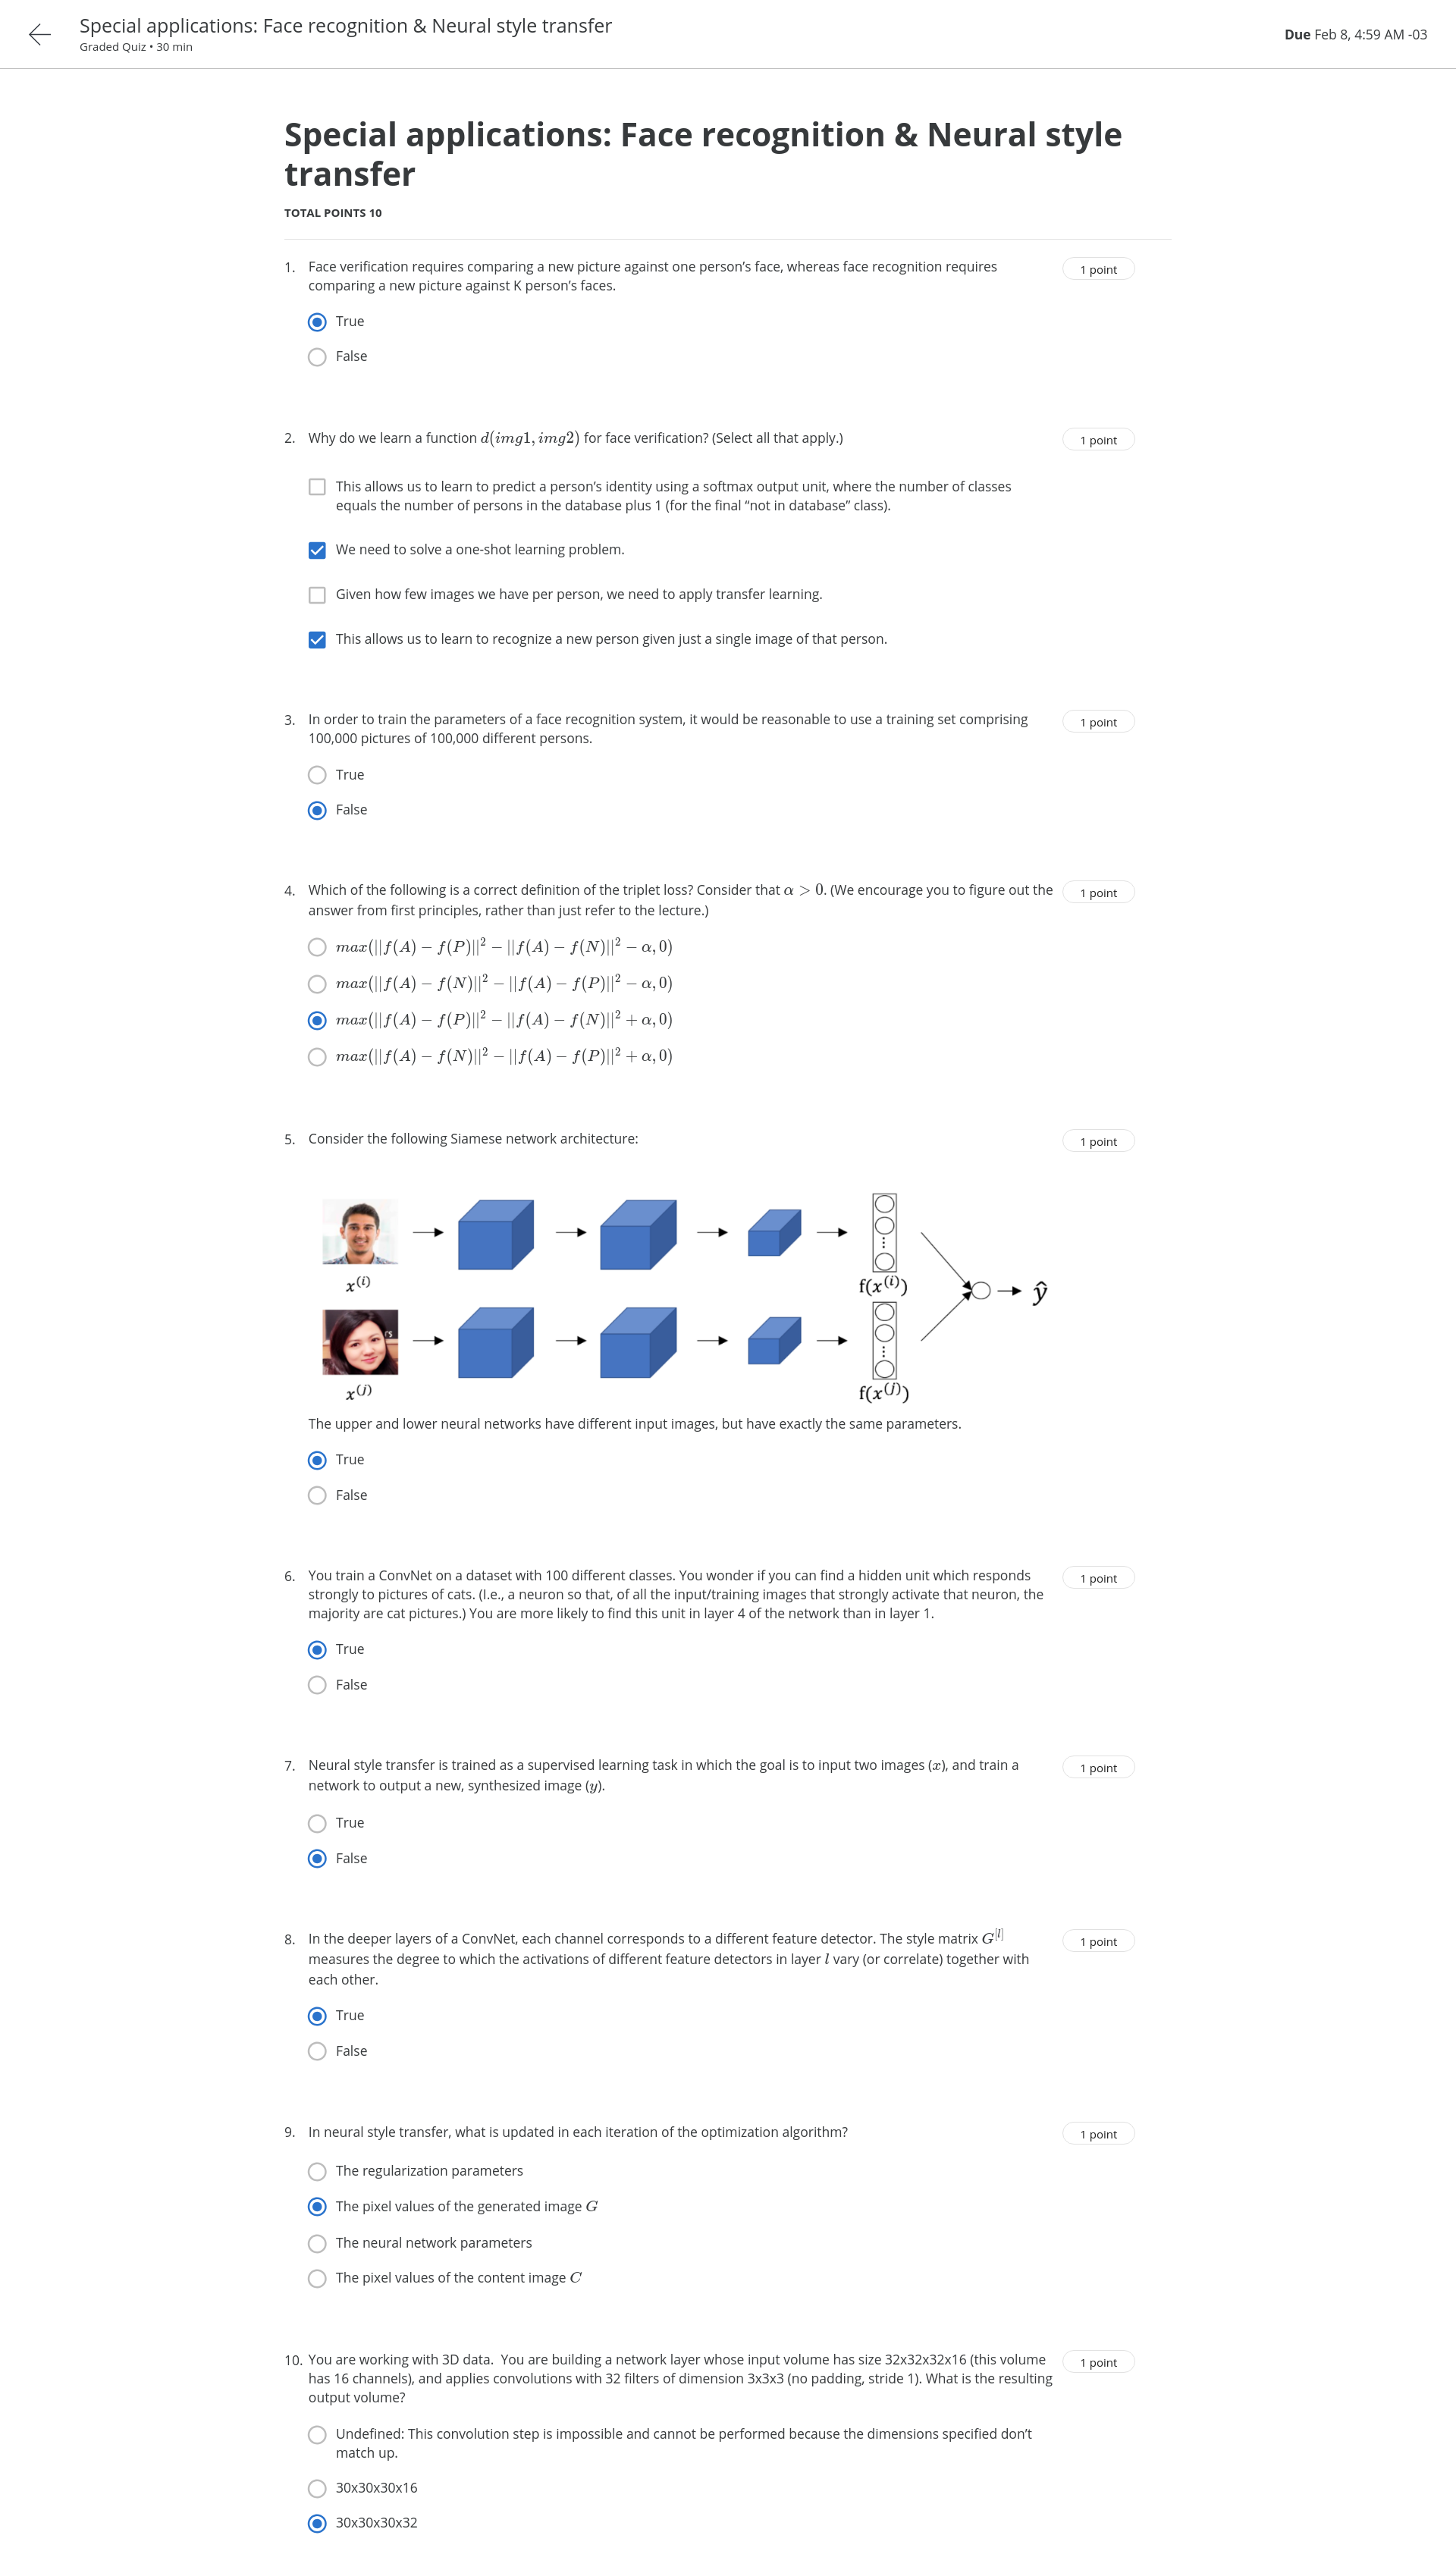 Special applications: Face recognition & Neural style transfer
Graded Quiz • 30 min
Due Feb 8, 4:59 AM -03
Special applications: Face recognition & Neural style
transfer
TOTAL POINTS 10
1. Face verification requires comparing a new picture against one person’s face, whereas face recognition requires
comparing a new picture against K person’s faces.
1 point
True
False
2. Why do we learn a function d(img1, img2) for face verification? (Select all that apply.)
1 point
This allows us to learn to predict a person’s identity using a softmax output unit, where the number of classes
equals the number of persons in the database plus 1 (for the final “not in database” class).
We need to solve a one-shot learning problem.
Given how few images we have per person, we need to apply transfer learning.
This allows us to learn to recognize a new person given just a single image of that person.
3. In order to train the parameters of a face recognition system, it would be reasonable to use a training set comprising
100,000 pictures of 100,000 different persons.
1 point
True
False
4. Which of the following is a correct definition of the triplet loss? Consider that α > 0. (We encourage you to figure out the
answer from first principles, rather than just refer to the lecture.)
1 point
max(||f(A) − f(P)||² − ||f(A) − f(N)||² − α, 0)
max(||f(A) − f(N)||² − ||f(A) − f(P)||² − α, 0)
max(||f(A) − f(P)||² − ||f(A) − f(N)||² + α, 0)
max(||f(A) − f(N)||² − ||f(A) − f(P)||² + α, 0)
5. Consider the following Siamese network architecture:
1 point
x⁽ⁱ⁾
f(x⁽ⁱ⁾)
ŷ
x⁽ʲ⁾
f(x⁽ʲ⁾)
The upper and lower neural networks have different input images, but have exactly the same parameters.
True
False
6. You train a ConvNet on a dataset with 100 different classes. You wonder if you can find a hidden unit which responds
strongly to pictures of cats. (I.e., a neuron so that, of all the input/training images that strongly activate that neuron, the
majority are cat pictures.) You are more likely to find this unit in layer 4 of the network than in layer 1.
1 point
True
False
7. Neural style transfer is trained as a supervised learning task in which the goal is to input two images (x), and train a
network to output a new, synthesized image (y).
1 point
True
False
8. In the deeper layers of a ConvNet, each channel corresponds to a different feature detector. The style matrix G^[l]
measures the degree to which the activations of different feature detectors in layer l vary (or correlate) together with
each other.
1 point
True
False
9. In neural style transfer, what is updated in each iteration of the optimization algorithm?
1 point
The regularization parameters
The pixel values of the generated image G
The neural network parameters
The pixel values of the content image C
10. You are working with 3D data. You are building a network layer whose input volume has size 32x32x32x16 (this volume
has 16 channels), and applies convolutions with 32 filters of dimension 3x3x3 (no padding, stride 1). What is the resulting
output volume?
1 point
Undefined: This convolution step is impossible and cannot be performed because the dimensions specified don’t
match up.
30x30x30x16
30x30x30x32